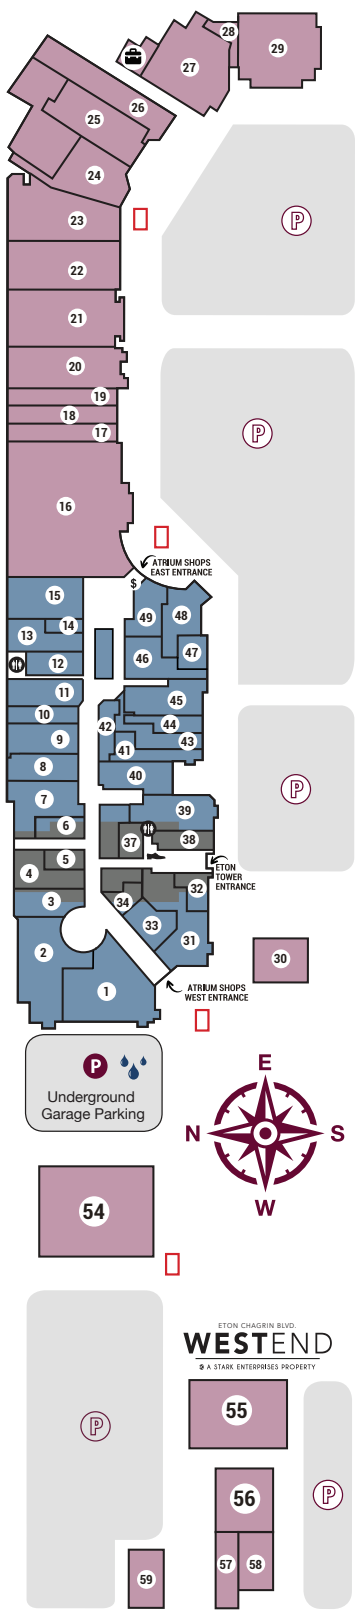 28
29
27
26
25
24
23
P
22
21
20
19
18
17
P
16
ATRIUM SHOPS
EAST ENTRANCE
$
15
14
13
12
49
48
47
46
11
10
9
8
7
6
45
44
43
42
41
40
39
38
37
P
5
4
3
2
1
ETON
TOWER
ENTRANCE
32
34
33
31
30
ATRIUM SHOPS
WEST ENTRANCE
P
Underground
Garage Parking
E
N
S
W
54
ETON CHAGRIN BLVD.
WESTEND
A STARK ENTERPRISES PROPERTY
P
55
56
P
57
58
59